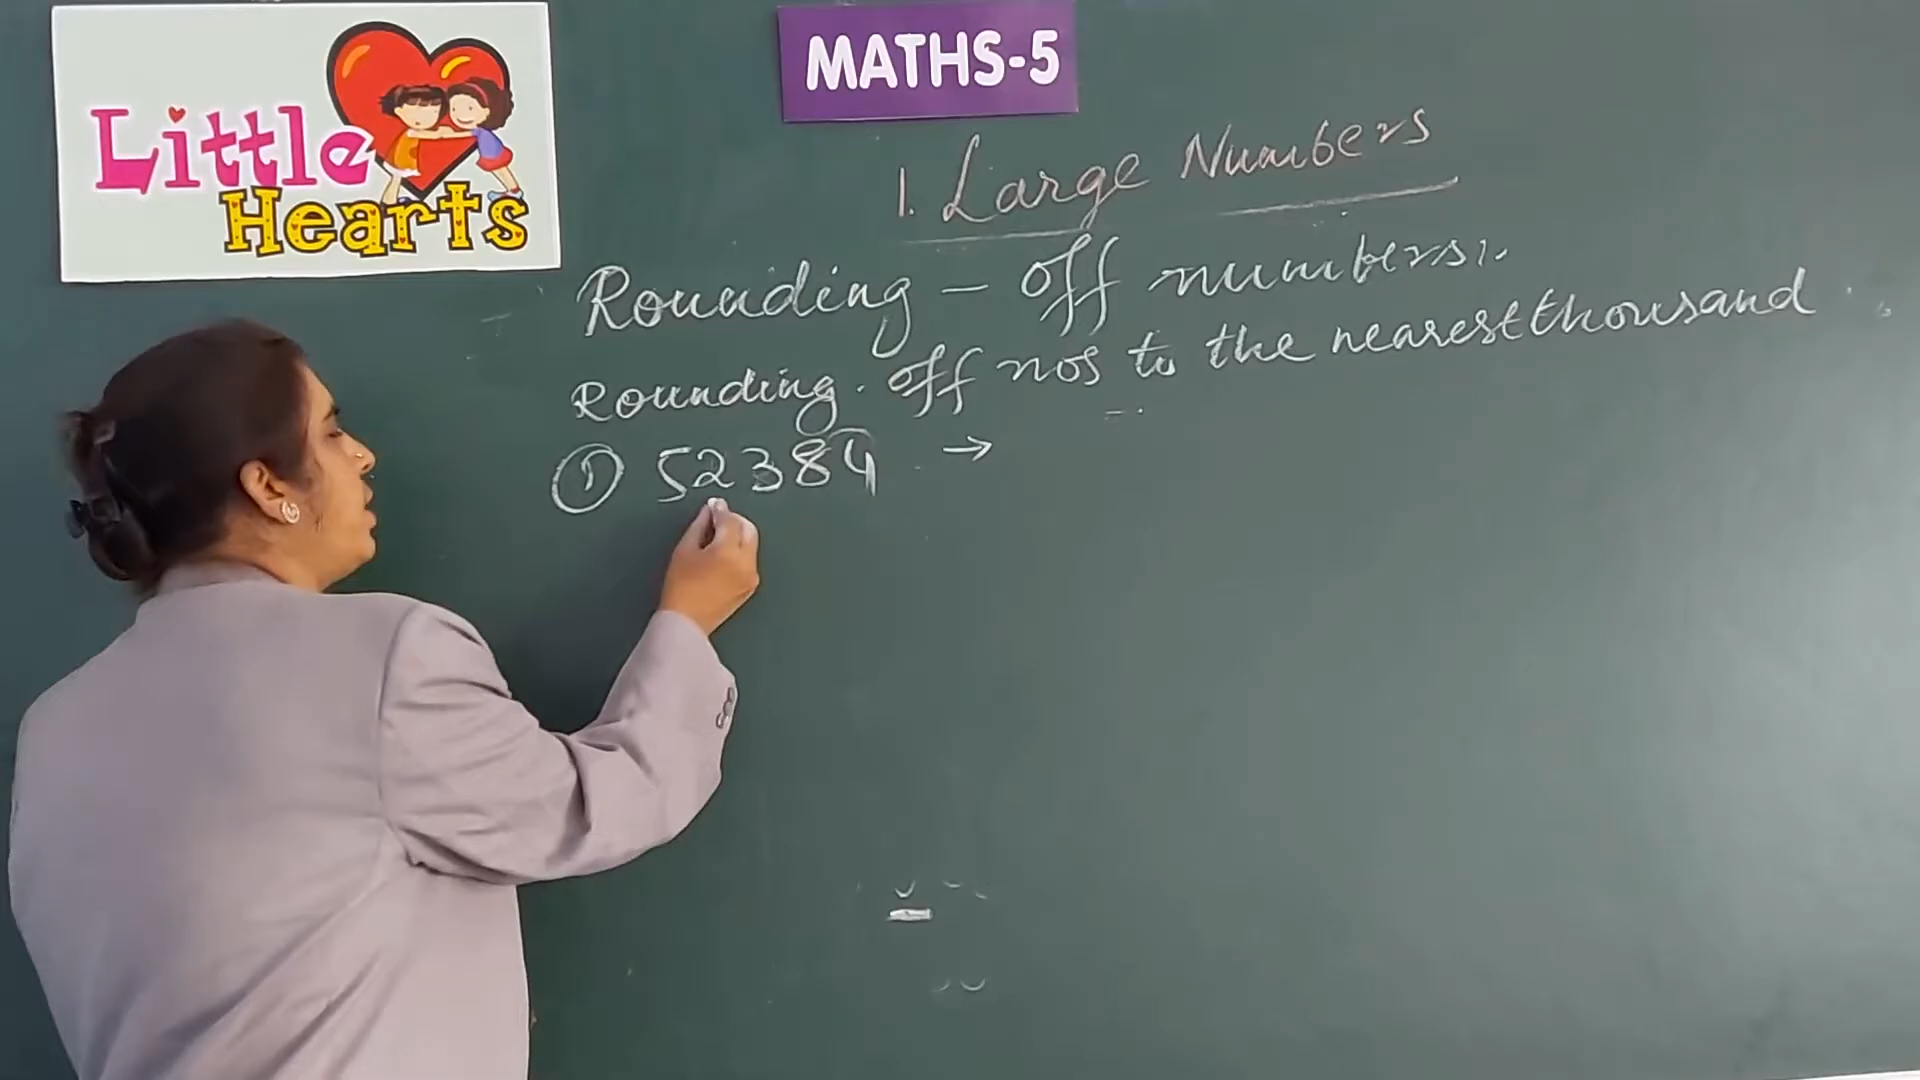 Little
Hearts
MATHS-5
1. Large Numbers
Rounding - off numbers:.
Rounding. off nos to the nearest thousand
① 52384 →